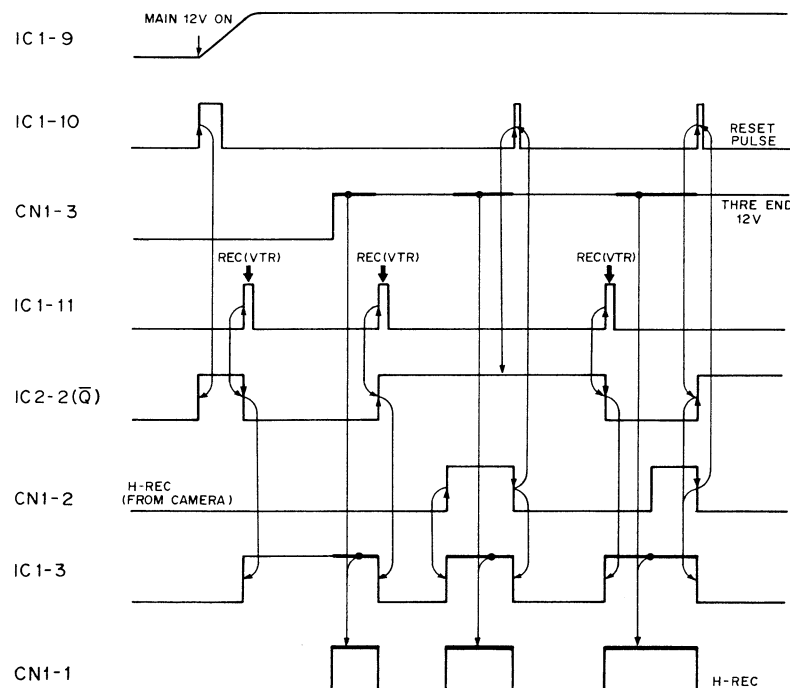 MAIN 12V ON
IC1-9
IC1-10
RESET
PULSE
CN1-3
THRE END
12V
REC(VTR)
REC(VTR)
REC(VTR)
IC1-11
IC2-2(Q̅)
H-REC
(FROM CAMERA)
CN1-2
IC1-3
CN1-1
H-REC